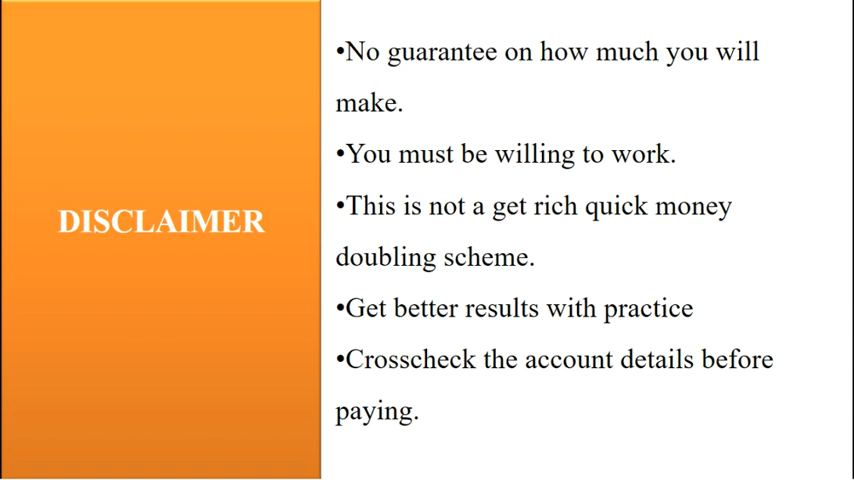 DISCLAIMER
•No guarantee on how much you will
make.
•You must be willing to work.
•This is not a get rich quick money
doubling scheme.
•Get better results with practice
•Crosscheck the account details before
paying.